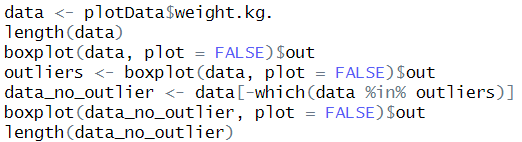 data <- plotData$weight.kg.
length(data)
boxplot(data, plot = FALSE)$out
outliers <- boxplot(data, plot = FALSE)$out
data_no_outlier <- data[-which(data %in% outliers)]
boxplot(data_no_outlier, plot = FALSE)$out
length(data_no_outlier)